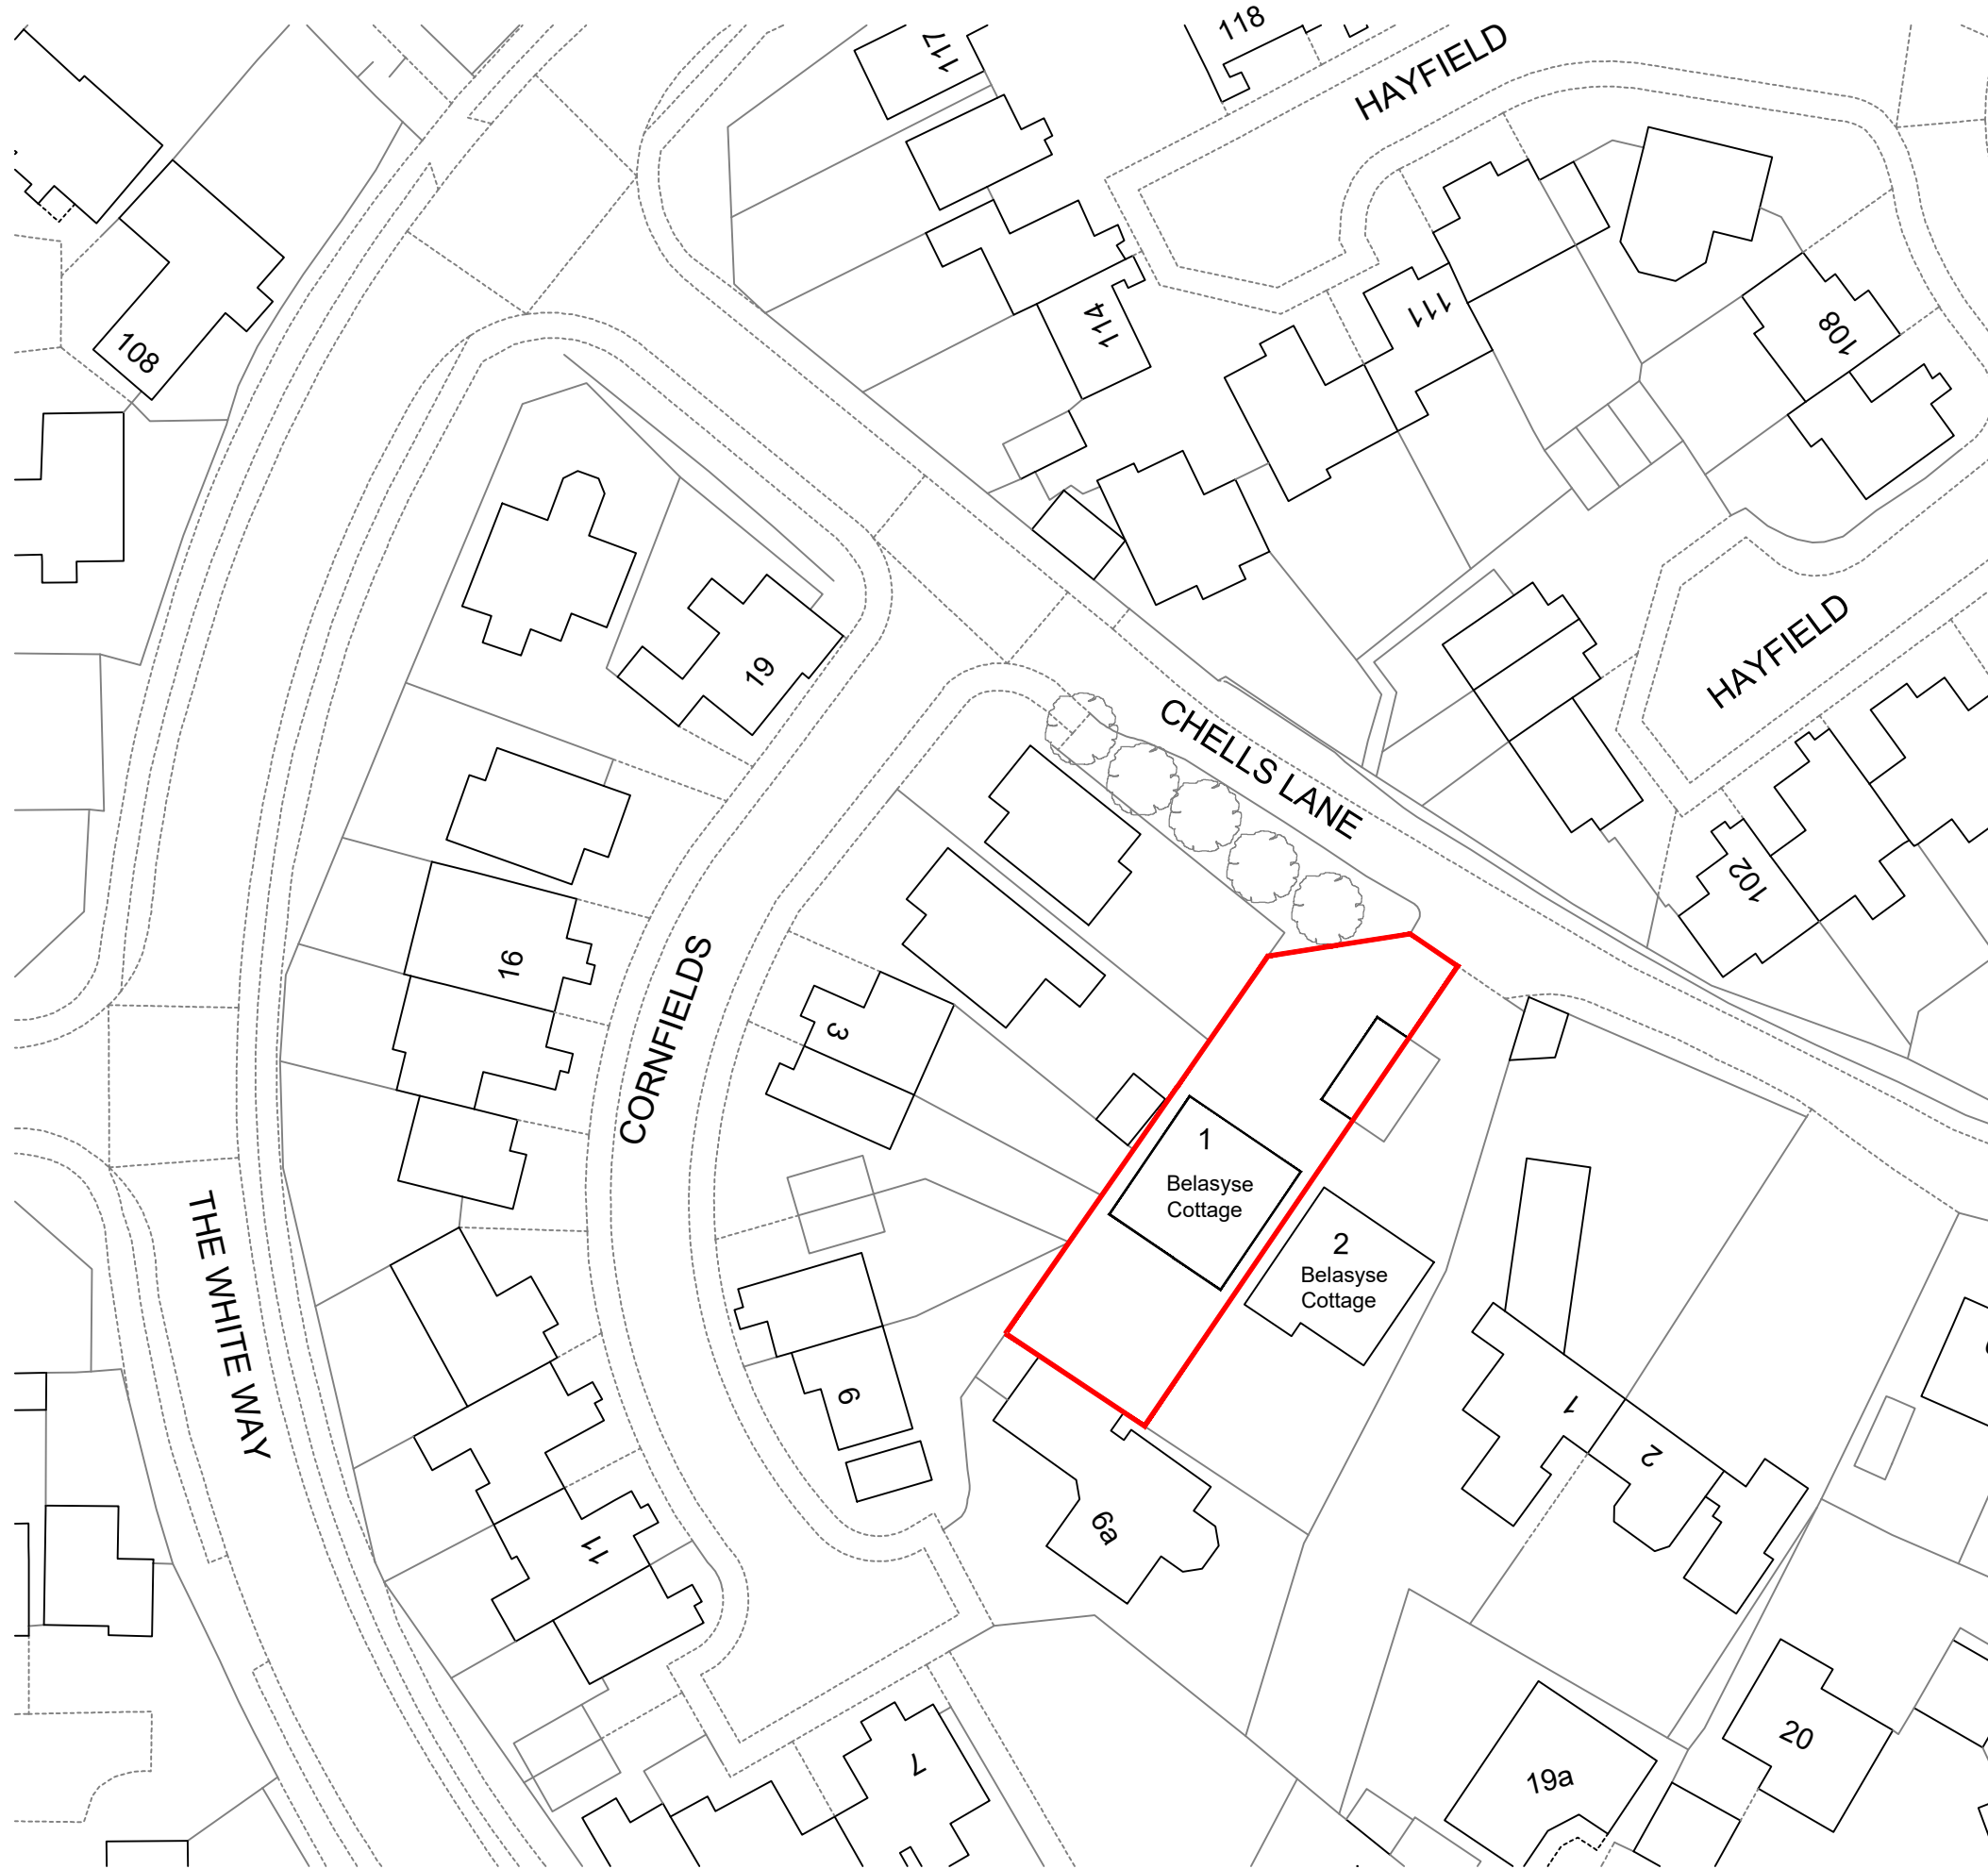 118
117
HAYFIELD
114
111
108
108
HAYFIELD
19
CHELLS LANE
102
16
CORNFIELDS
3
1
Belasyse
Cottage
2
Belasyse
Cottage
THE WHITE WAY
6
1
2
6a
11
20
7
19a